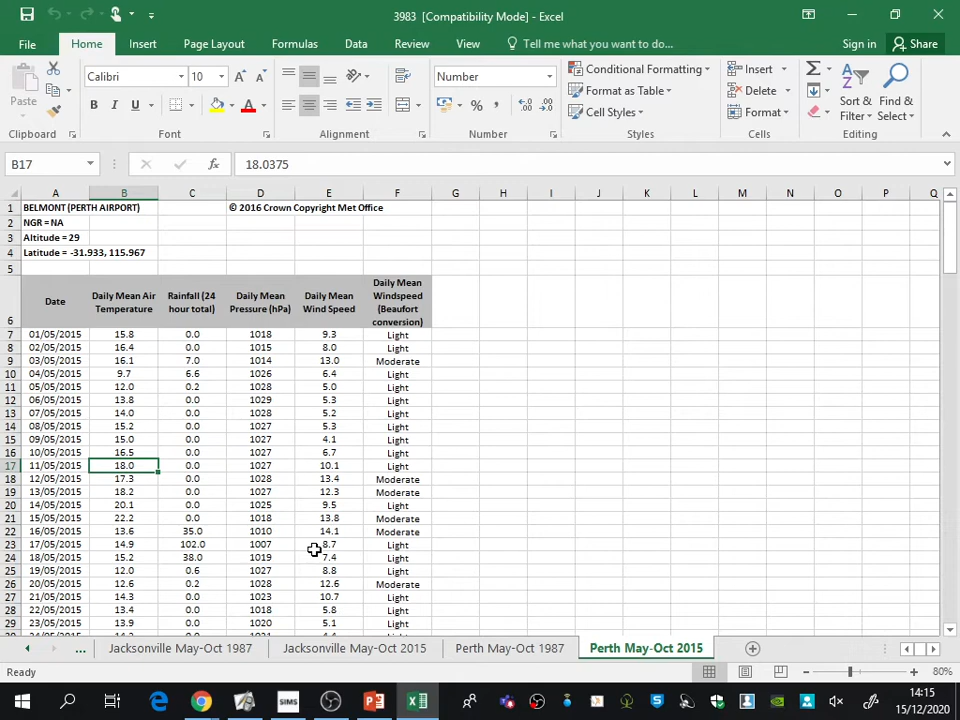 3983 [Compatibility Mode] - Excel
File Home Insert Page Layout Formulas Data Review View Tell me what you want to do... Sign in Share
Calibri 10 Number Conditional Formatting Insert
Paste B I U Format as Table Delete Sort & Filter Find & Select
Cell Styles Format
Clipboard Font Alignment Number Styles Cells Editing
B17 fx 18.0375
A B C D E F G H I J K L M N O P Q
1 BELMONT (PERTH AIRPORT) © 2016 Crown Copyright Met Office
2 NGR = NA
3 Altitude = 29
4 Latitude = -31.933, 115.967
5
6 Date Daily Mean Air Temperature Rainfall (24 hour total) Daily Mean Pressure (hPa) Daily Mean Wind Speed Daily Mean Windspeed (Beaufort conversion)
7 01/05/2015 15.8 0.0 1018 9.3 Light
8 02/05/2015 16.4 0.0 1015 8.0 Light
9 03/05/2015 16.1 7.0 1014 13.0 Moderate
10 04/05/2015 9.7 6.6 1026 6.4 Light
11 05/05/2015 12.0 0.2 1028 5.0 Light
12 06/05/2015 13.8 0.0 1029 5.3 Light
13 07/05/2015 14.0 0.0 1028 5.2 Light
14 08/05/2015 15.2 0.0 1027 5.3 Light
15 09/05/2015 15.0 0.0 1027 4.1 Light
16 10/05/2015 16.5 0.0 1027 6.7 Light
17 11/05/2015 18.0 0.0 1027 10.1 Light
18 12/05/2015 17.3 0.0 1028 13.4 Moderate
19 13/05/2015 18.2 0.0 1027 12.3 Moderate
20 14/05/2015 20.1 0.0 1025 9.5 Light
21 15/05/2015 22.2 0.0 1018 13.8 Moderate
22 16/05/2015 13.6 35.0 1010 14.1 Moderate
23 17/05/2015 14.9 102.0 1007 8.7 Light
24 18/05/2015 15.2 38.0 1019 7.4 Light
25 19/05/2015 12.0 0.6 1027 8.8 Light
26 20/05/2015 12.6 0.2 1028 12.6 Moderate
27 21/05/2015 14.3 0.0 1023 10.7 Light
28 22/05/2015 13.4 0.0 1018 5.8 Light
29 23/05/2015 13.9 0.0 1020 5.1 Light
... Jacksonville May-Oct 1987 Jacksonville May-Oct 2015 Perth May-Oct 1987 Perth May-Oct 2015
Ready 80%
SIMS 14:15
15/12/2020